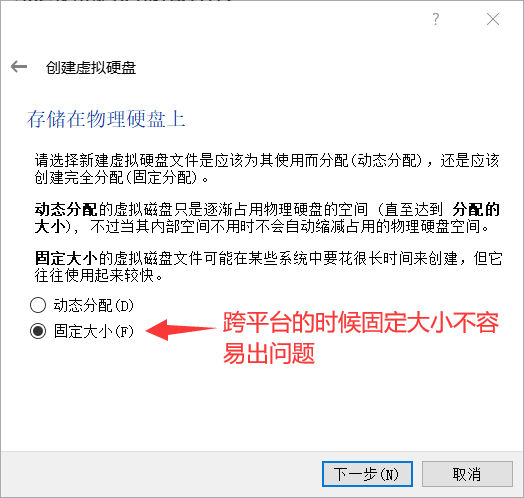 ?
创建虚拟硬盘
存储在物理硬盘上
请选择新建虚拟硬盘文件是应该为其使用而分配(动态分配)，还是应该
创建完全分配(固定分配)。
动态分配的虚拟磁盘只是逐渐占用物理硬盘的空间 (直至达到 分配的
大小)，不过当其内部空间不用时不会自动缩减占用的物理硬盘空间。
固定大小的虚拟磁盘文件可能在某些系统中要花很长时间来创建，但它
往往使用起来较快。
动态分配(D)
固定大小(F)
跨平台的时候固定大小不容
易出问题
下一步(N)
取消